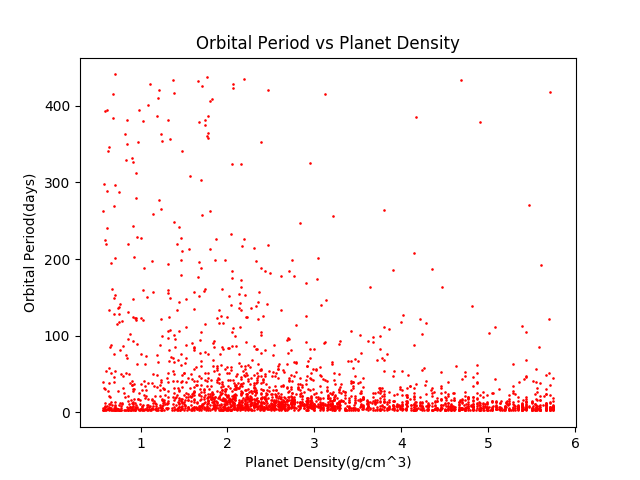 Orbital Period vs Planet Density
400
300
200
100
0
Orbital Period(days)
1 2 3 4 5 6
Planet Density(g/cm^3)